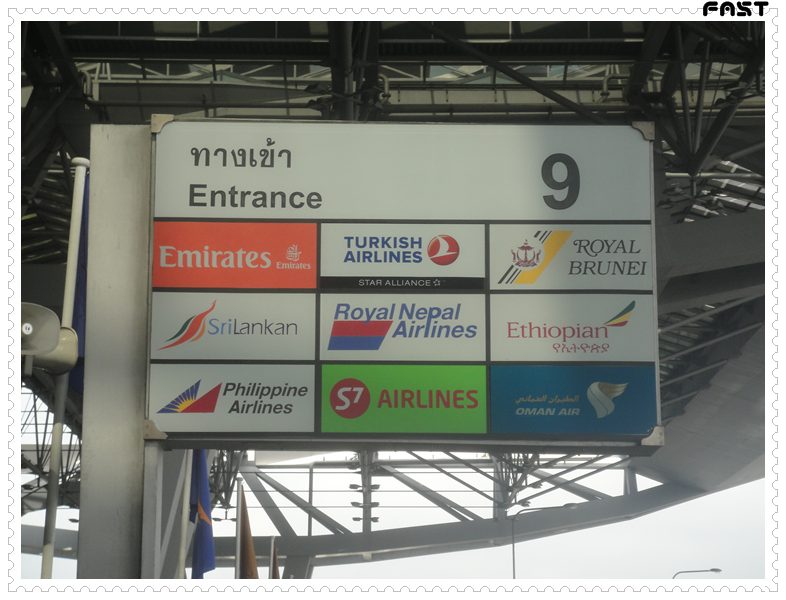 FAST
ทางเข้า
Entrance
9
Emirates
Emirates
TURKISH
AIRLINES
STAR ALLIANCE
ROYAL
BRUNEI
SriLankan
Royal Nepal
Airlines
Ethiopian
የኢትዮጵያ
Philippine
Airlines
S7 AIRLINES
الطيران العماني
OMAN AIR